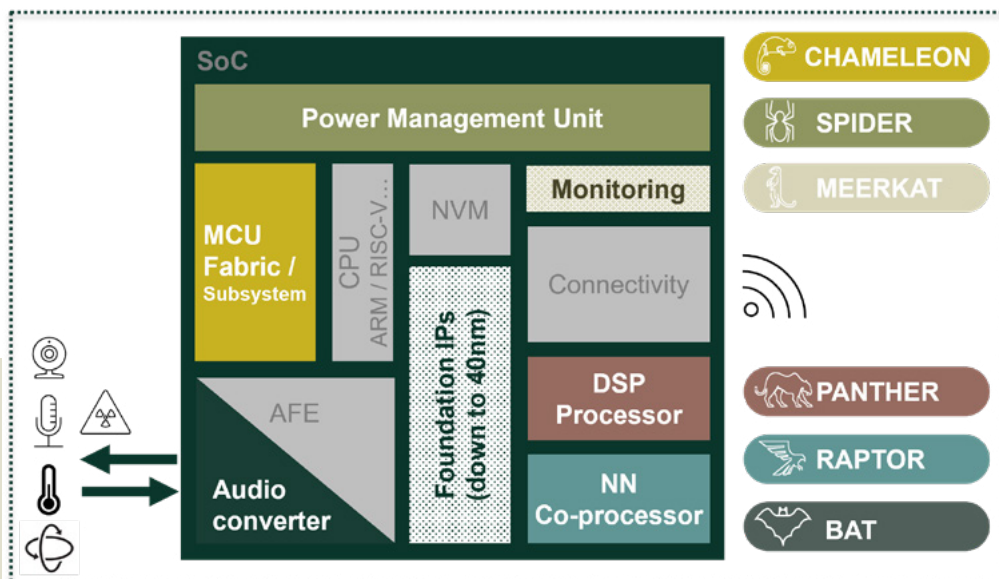 SoC
Power Management Unit
MCU
Fabric /
Subsystem
CPU
ARM / RISC-V...
NVM
Monitoring
Connectivity
Foundation IPs
(down to 40nm)
DSP
Processor
AFE
Audio
converter
NN
Co-processor
CHAMELEON
SPIDER
MEERKAT
PANTHER
RAPTOR
BAT